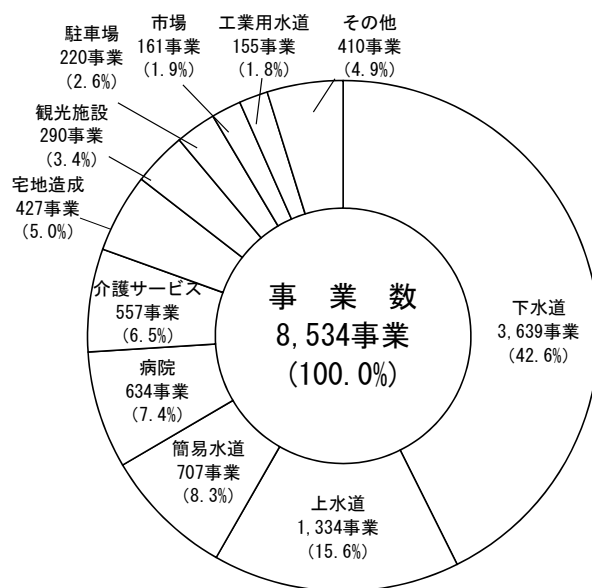 事　業　数
8,534事業
(100.0%)
下水道
3,639事業
(42.6%)
上水道
1,334事業
(15.6%)
簡易水道
707事業
(8.3%)
病院
634事業
(7.4%)
介護サービス
557事業
(6.5%)
宅地造成
427事業
(5.0%)
観光施設
290事業
(3.4%)
駐車場
220事業
(2.6%)
市場
161事業
(1.9%)
工業用水道
155事業
(1.8%)
その他
410事業
(4.9%)